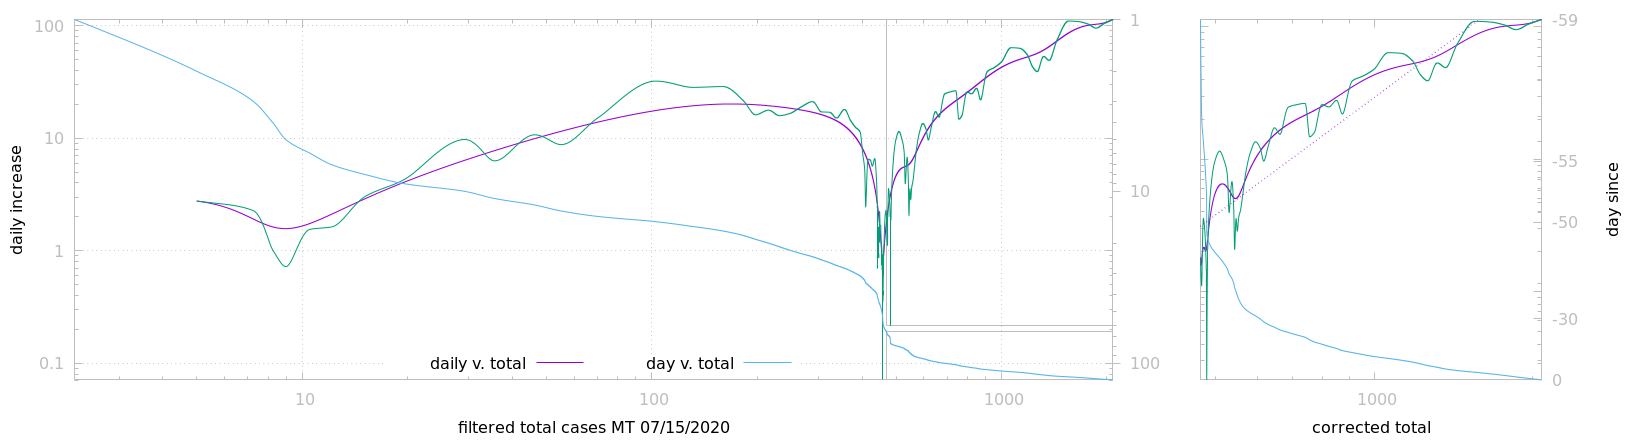 100
10
1
0.1
daily increase
10
100
1000
filtered total cases MT 07/15/2020
daily v. total
day v. total
1
10
100
-59
-55
-50
-30
0
day since
1000
corrected total